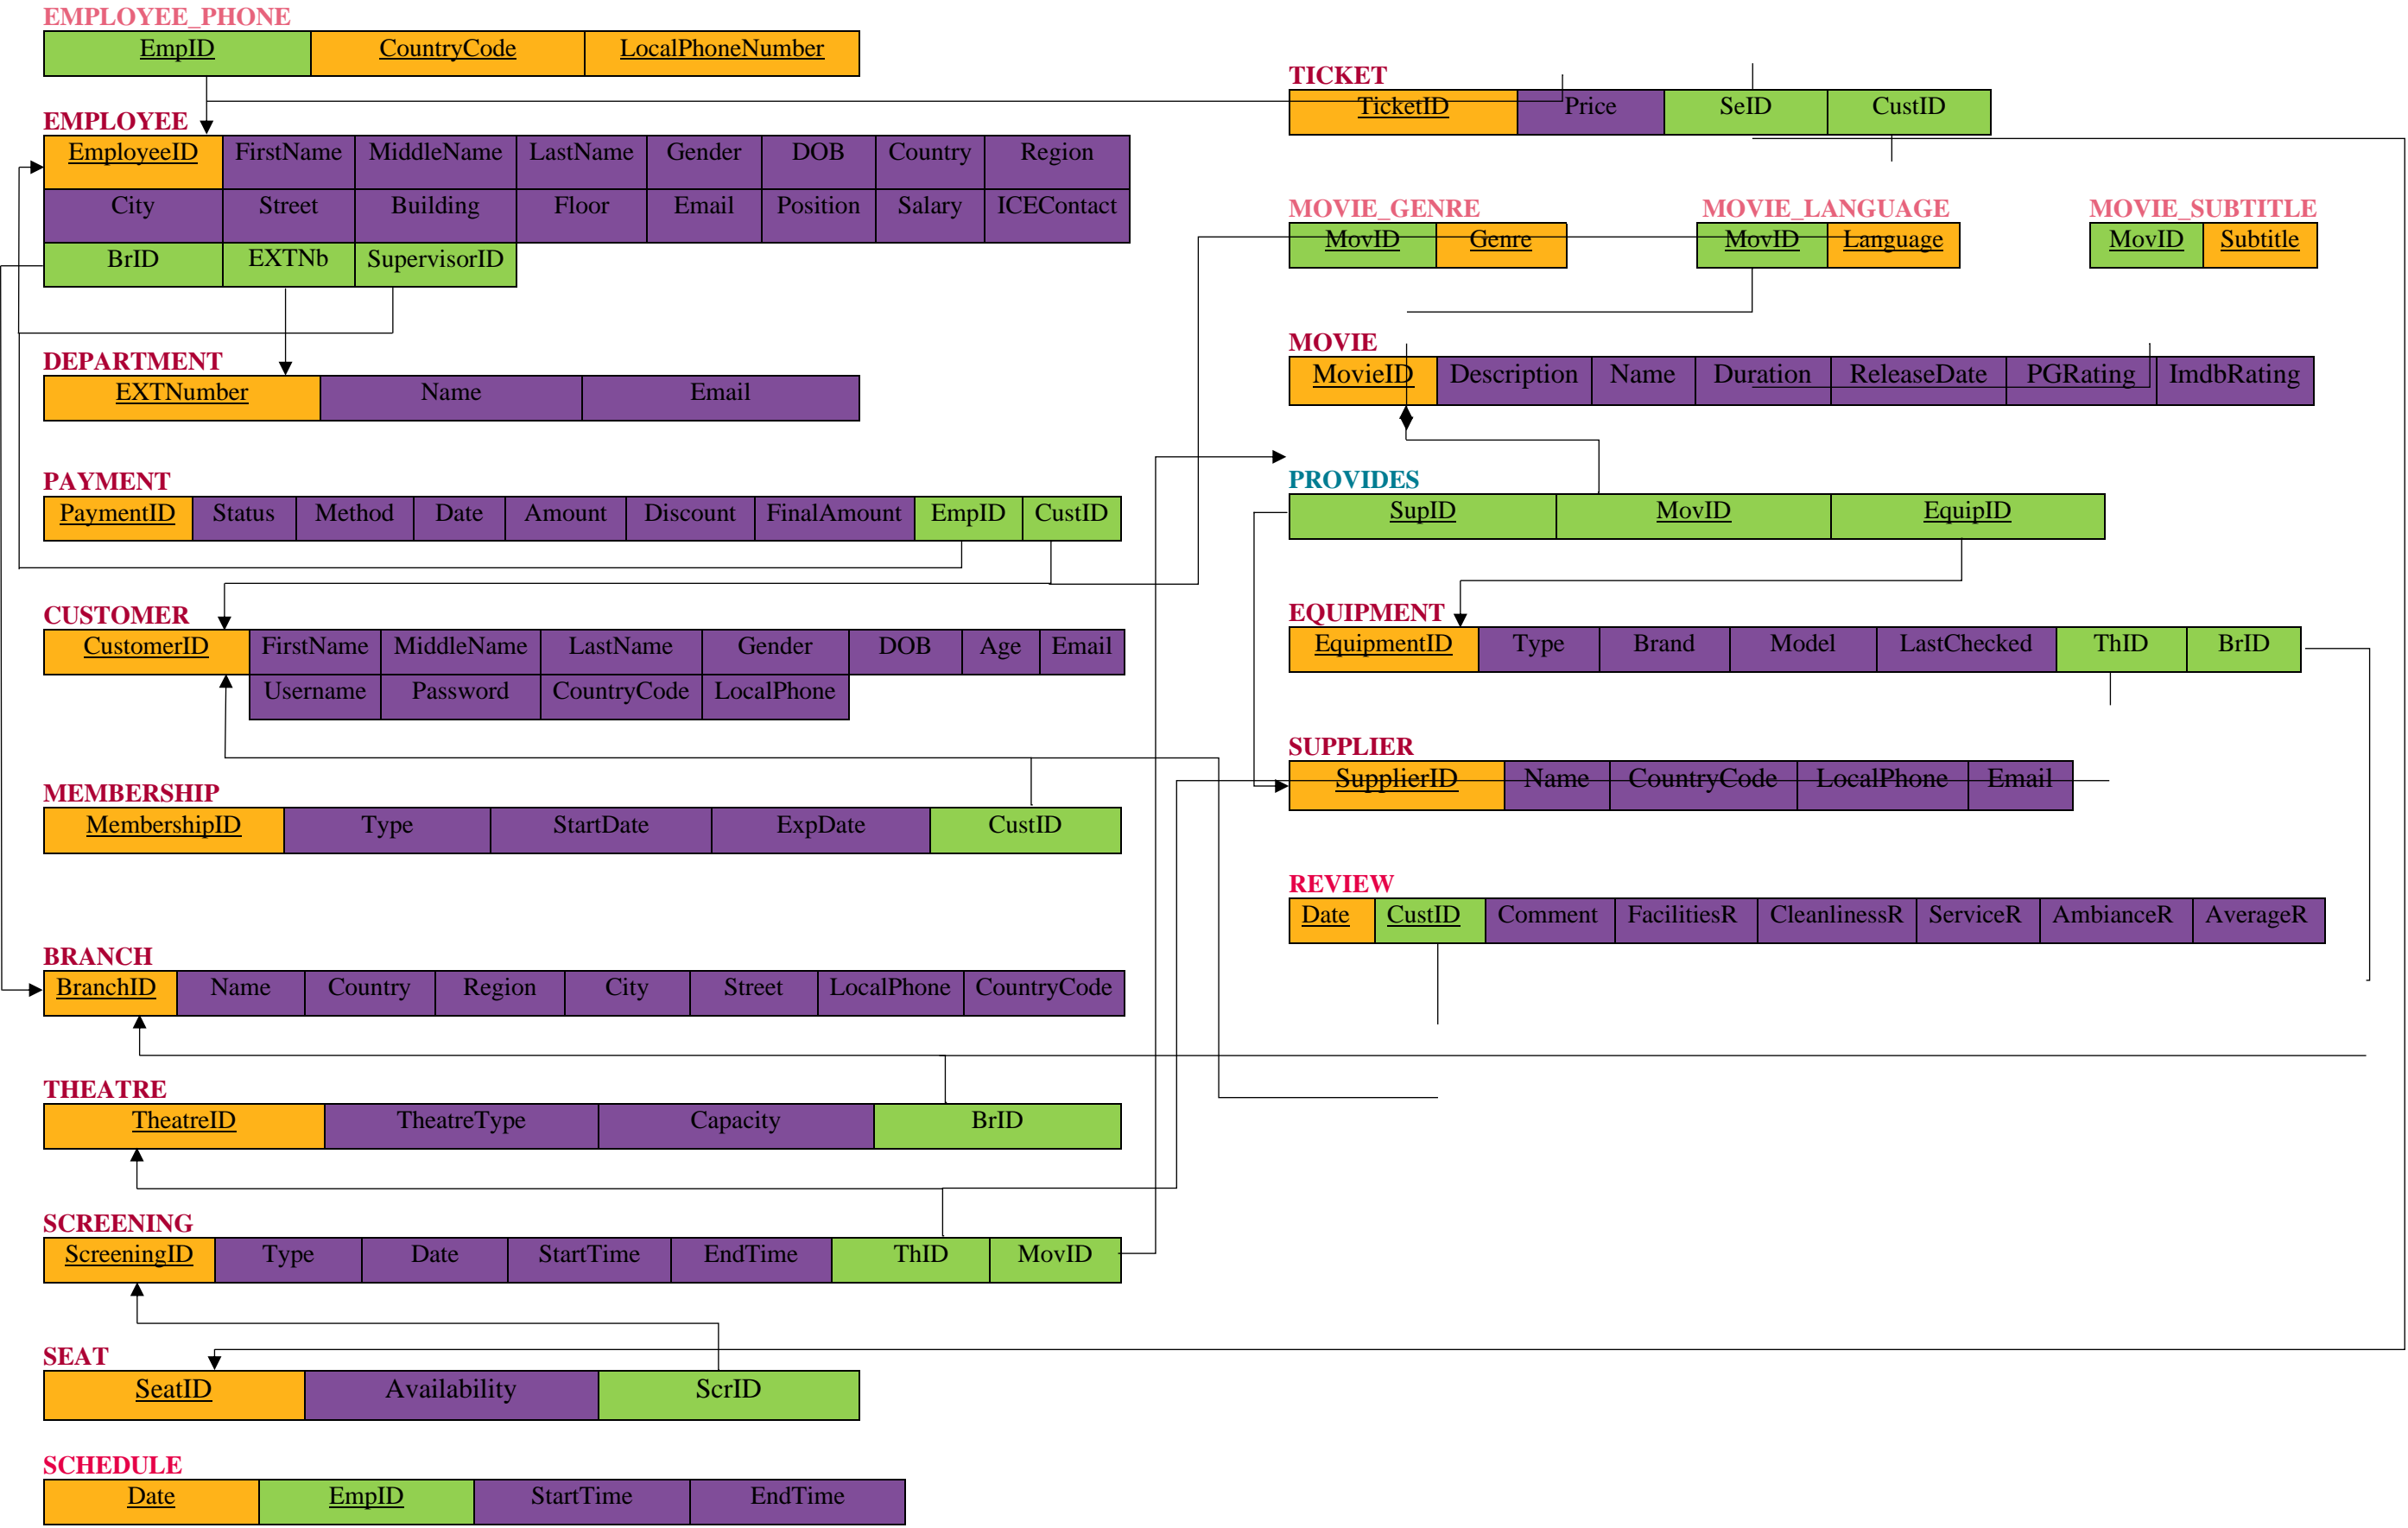 EMPLOYEE_PHONE
EmpID CountryCode LocalPhoneNumber
EMPLOYEE
EmployeeID FirstName MiddleName LastName Gender DOB Country Region
City Street Building Floor Email Position Salary ICEContact
BrID EXTNb SupervisorID
DEPARTMENT
EXTNumber Name Email
PAYMENT
PaymentID Status Method Date Amount Discount FinalAmount EmpID CustID
CUSTOMER
CustomerID FirstName MiddleName LastName Gender DOB Age Email
Username Password CountryCode LocalPhone
MEMBERSHIP
MembershipID Type StartDate ExpDate CustID
BRANCH
BranchID Name Country Region City Street LocalPhone CountryCode
THEATRE
TheatreID TheatreType Capacity BrID
SCREENING
ScreeningID Type Date StartTime EndTime ThID MovID
SEAT
SeatID Availability ScrID
SCHEDULE
Date EmpID StartTime EndTime
TICKET
TicketID Price SeID CustID
MOVIE_GENRE MOVIE_LANGUAGE MOVIE_SUBTITLE
MovID Genre MovID Language MovID Subtitle
MOVIE
MovieID Description Name Duration ReleaseDate PGRating ImdbRating
PROVIDES
SupID MovID EquipID
EQUIPMENT
EquipmentID Type Brand Model LastChecked ThID BrID
SUPPLIER
SupplierID Name CountryCode LocalPhone Email
REVIEW
Date CustID Comment FacilitiesR CleanlinessR ServiceR AmbianceR AverageR